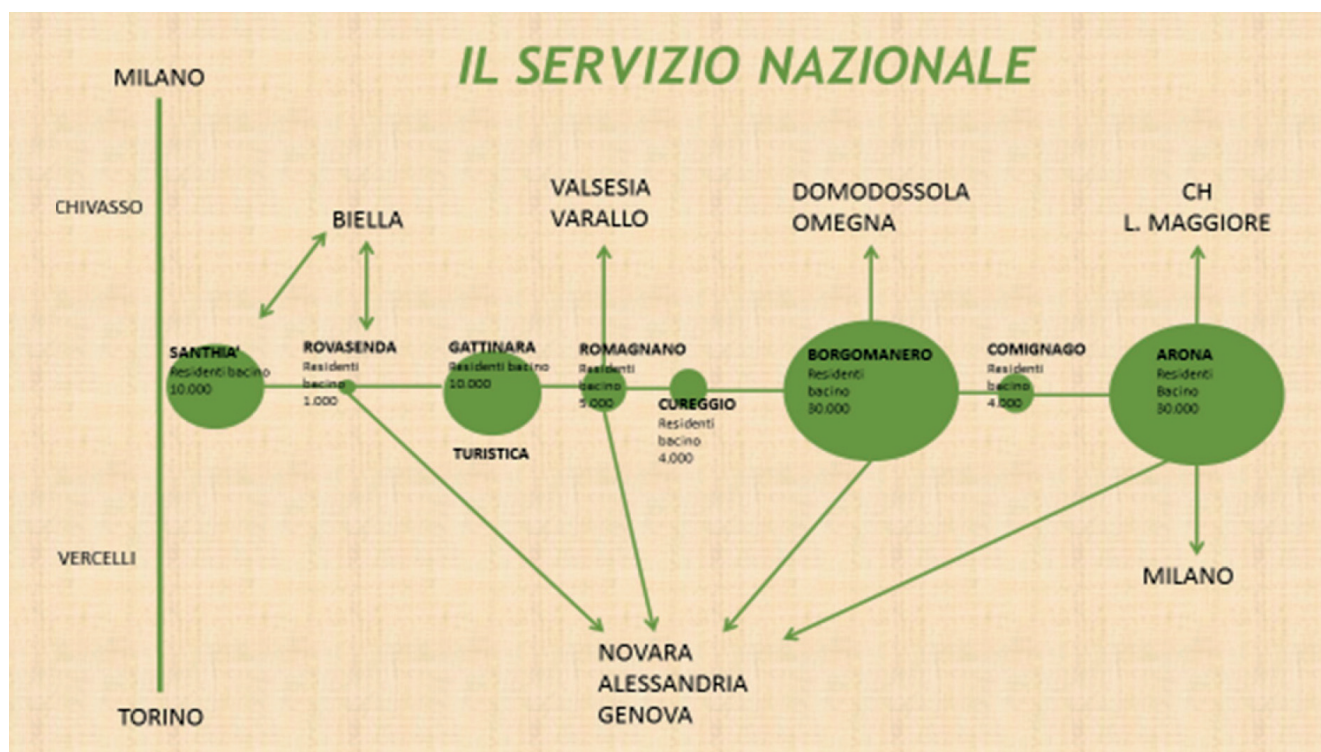 IL SERVIZIO NAZIONALE
MILANO
CHIVASSO
VERCELLI
TORINO
BIELLA
VALSESIA
VARALLO
DOMODOSSOLA
OMEGNA
CH
L. MAGGIORE
SANTHIA'
Residenti bacino
10.000
ROVASENDA
Residenti
bacino
1.000
GATTINARA
Residenti bacino
10.000
TURISTICA
ROMAGNANO
Residenti
bacino
5.000
CUREGGIO
Residenti
bacino
4.000
BORGOMANERO
Residenti
bacino
30.000
COMIGNAGO
Residenti
bacino
4.000
ARONA
Residenti
Bacino
30.000
MILANO
NOVARA
ALESSANDRIA
GENOVA